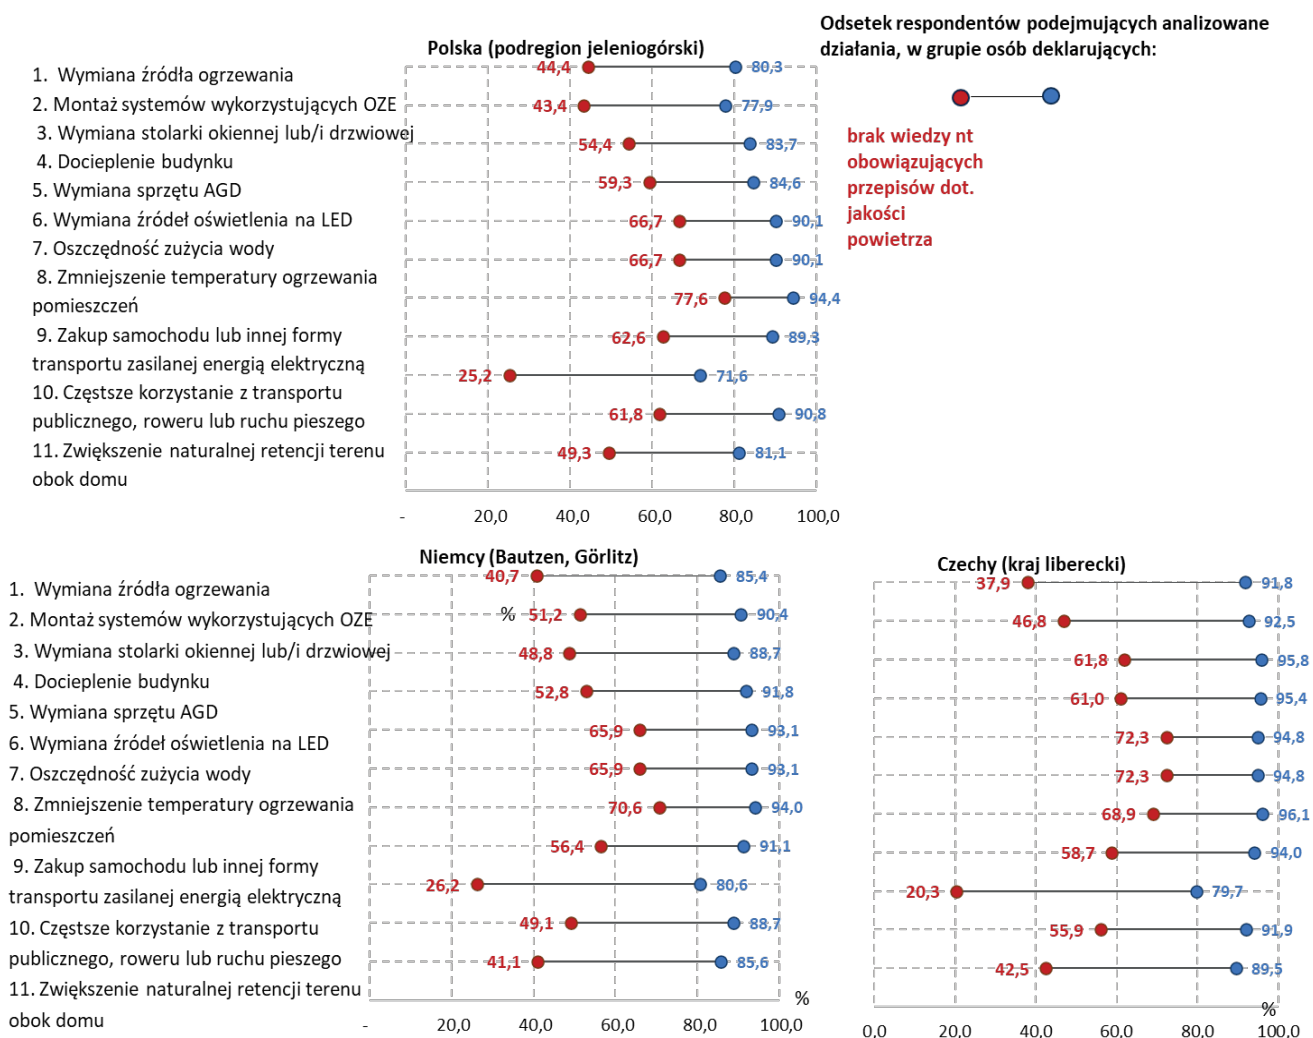 Odsetek respondentów podejmujących analizowane
działania, w grupie osób deklarujących:
brak wiedzy nt
obowiązujących
przepisów dot.
jakości
powietrza
Polska (podregion jeleniogórski)
1. Wymiana źródła ogrzewania
2. Montaż systemów wykorzystujących OZE
3. Wymiana stolarki okiennej lub/i drzwiowej
4. Docieplenie budynku
5. Wymiana sprzętu AGD
6. Wymiana źródeł oświetlenia na LED
7. Oszczędność zużycia wody
8. Zmniejszenie temperatury ogrzewania
pomieszczeń
9. Zakup samochodu lub innej formy
transportu zasilanej energią elektryczną
10. Częstsze korzystanie z transportu
publicznego, roweru lub ruchu pieszego
11. Zwiększenie naturalnej retencji terenu
obok domu
44,4 80,3
43,4 77,9
54,4 83,7
59,3 84,6
66,7 90,1
66,7 90,1
77,6 94,4
62,6 89,3
25,2 71,6
61,8 90,8
49,3 81,1
- 20,0 40,0 60,0 80,0 100,0
Niemcy (Bautzen, Görlitz)
1. Wymiana źródła ogrzewania
2. Montaż systemów wykorzystujących OZE
3. Wymiana stolarki okiennej lub/i drzwiowej
4. Docieplenie budynku
5. Wymiana sprzętu AGD
6. Wymiana źródeł oświetlenia na LED
7. Oszczędność zużycia wody
8. Zmniejszenie temperatury ogrzewania
pomieszczeń
9. Zakup samochodu lub innej formy
transportu zasilanej energią elektryczną
10. Częstsze korzystanie z transportu
publicznego, roweru lub ruchu pieszego
11. Zwiększenie naturalnej retencji terenu
obok domu
40,7 85,4
% 51,2 90,4
48,8 88,7
52,8 91,8
65,9 93,1
65,9 93,1
70,6 94,0
56,4 91,1
26,2 80,6
49,1 88,7
41,1 85,6
%
- 20,0 40,0 60,0 80,0 100,0
Czechy (kraj liberecki)
37,9 91,8
46,8 92,5
61,8 95,8
61,0 95,4
72,3 94,8
72,3 94,8
68,9 96,1
58,7 94,0
20,3 79,7
55,9 91,9
42,5 89,5
%
0,0 20,0 40,0 60,0 80,0 100,0